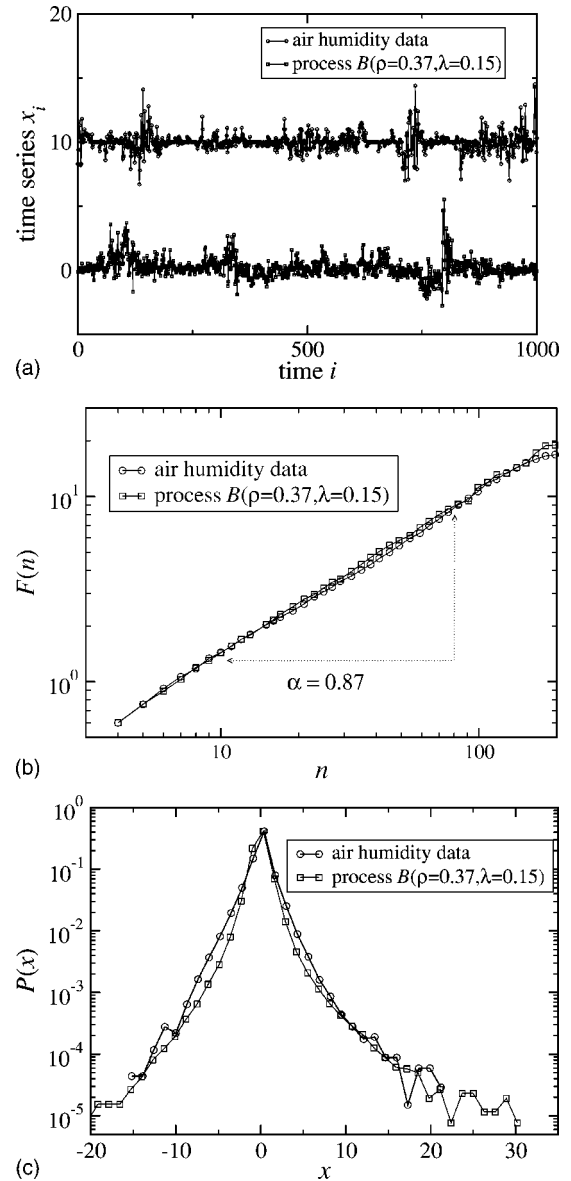 20
air humidity data
process B(ρ=0.37,λ=0.15)
10
0
time series x_i
0
500
1000
time i
(a)
air humidity data
process B(ρ=0.37,λ=0.15)
10^1
10^0
F(n)
α = 0.87
10
100
n
(b)
10^0
air humidity data
process B(ρ=0.37,λ=0.15)
10^-1
10^-2
10^-3
10^-4
10^-5
P(x)
-20
-10
0
10
20
30
x
(c)